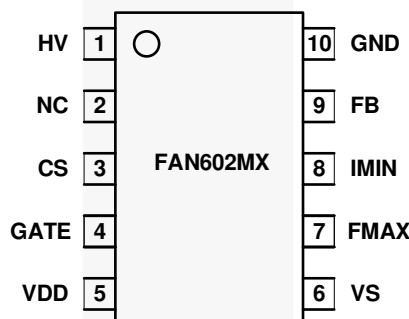 HV 1 10 GND
NC 2 9 FB
CS 3 FAN602MX 8 IMIN
GATE 4 7 FMAX
VDD 5 6 VS